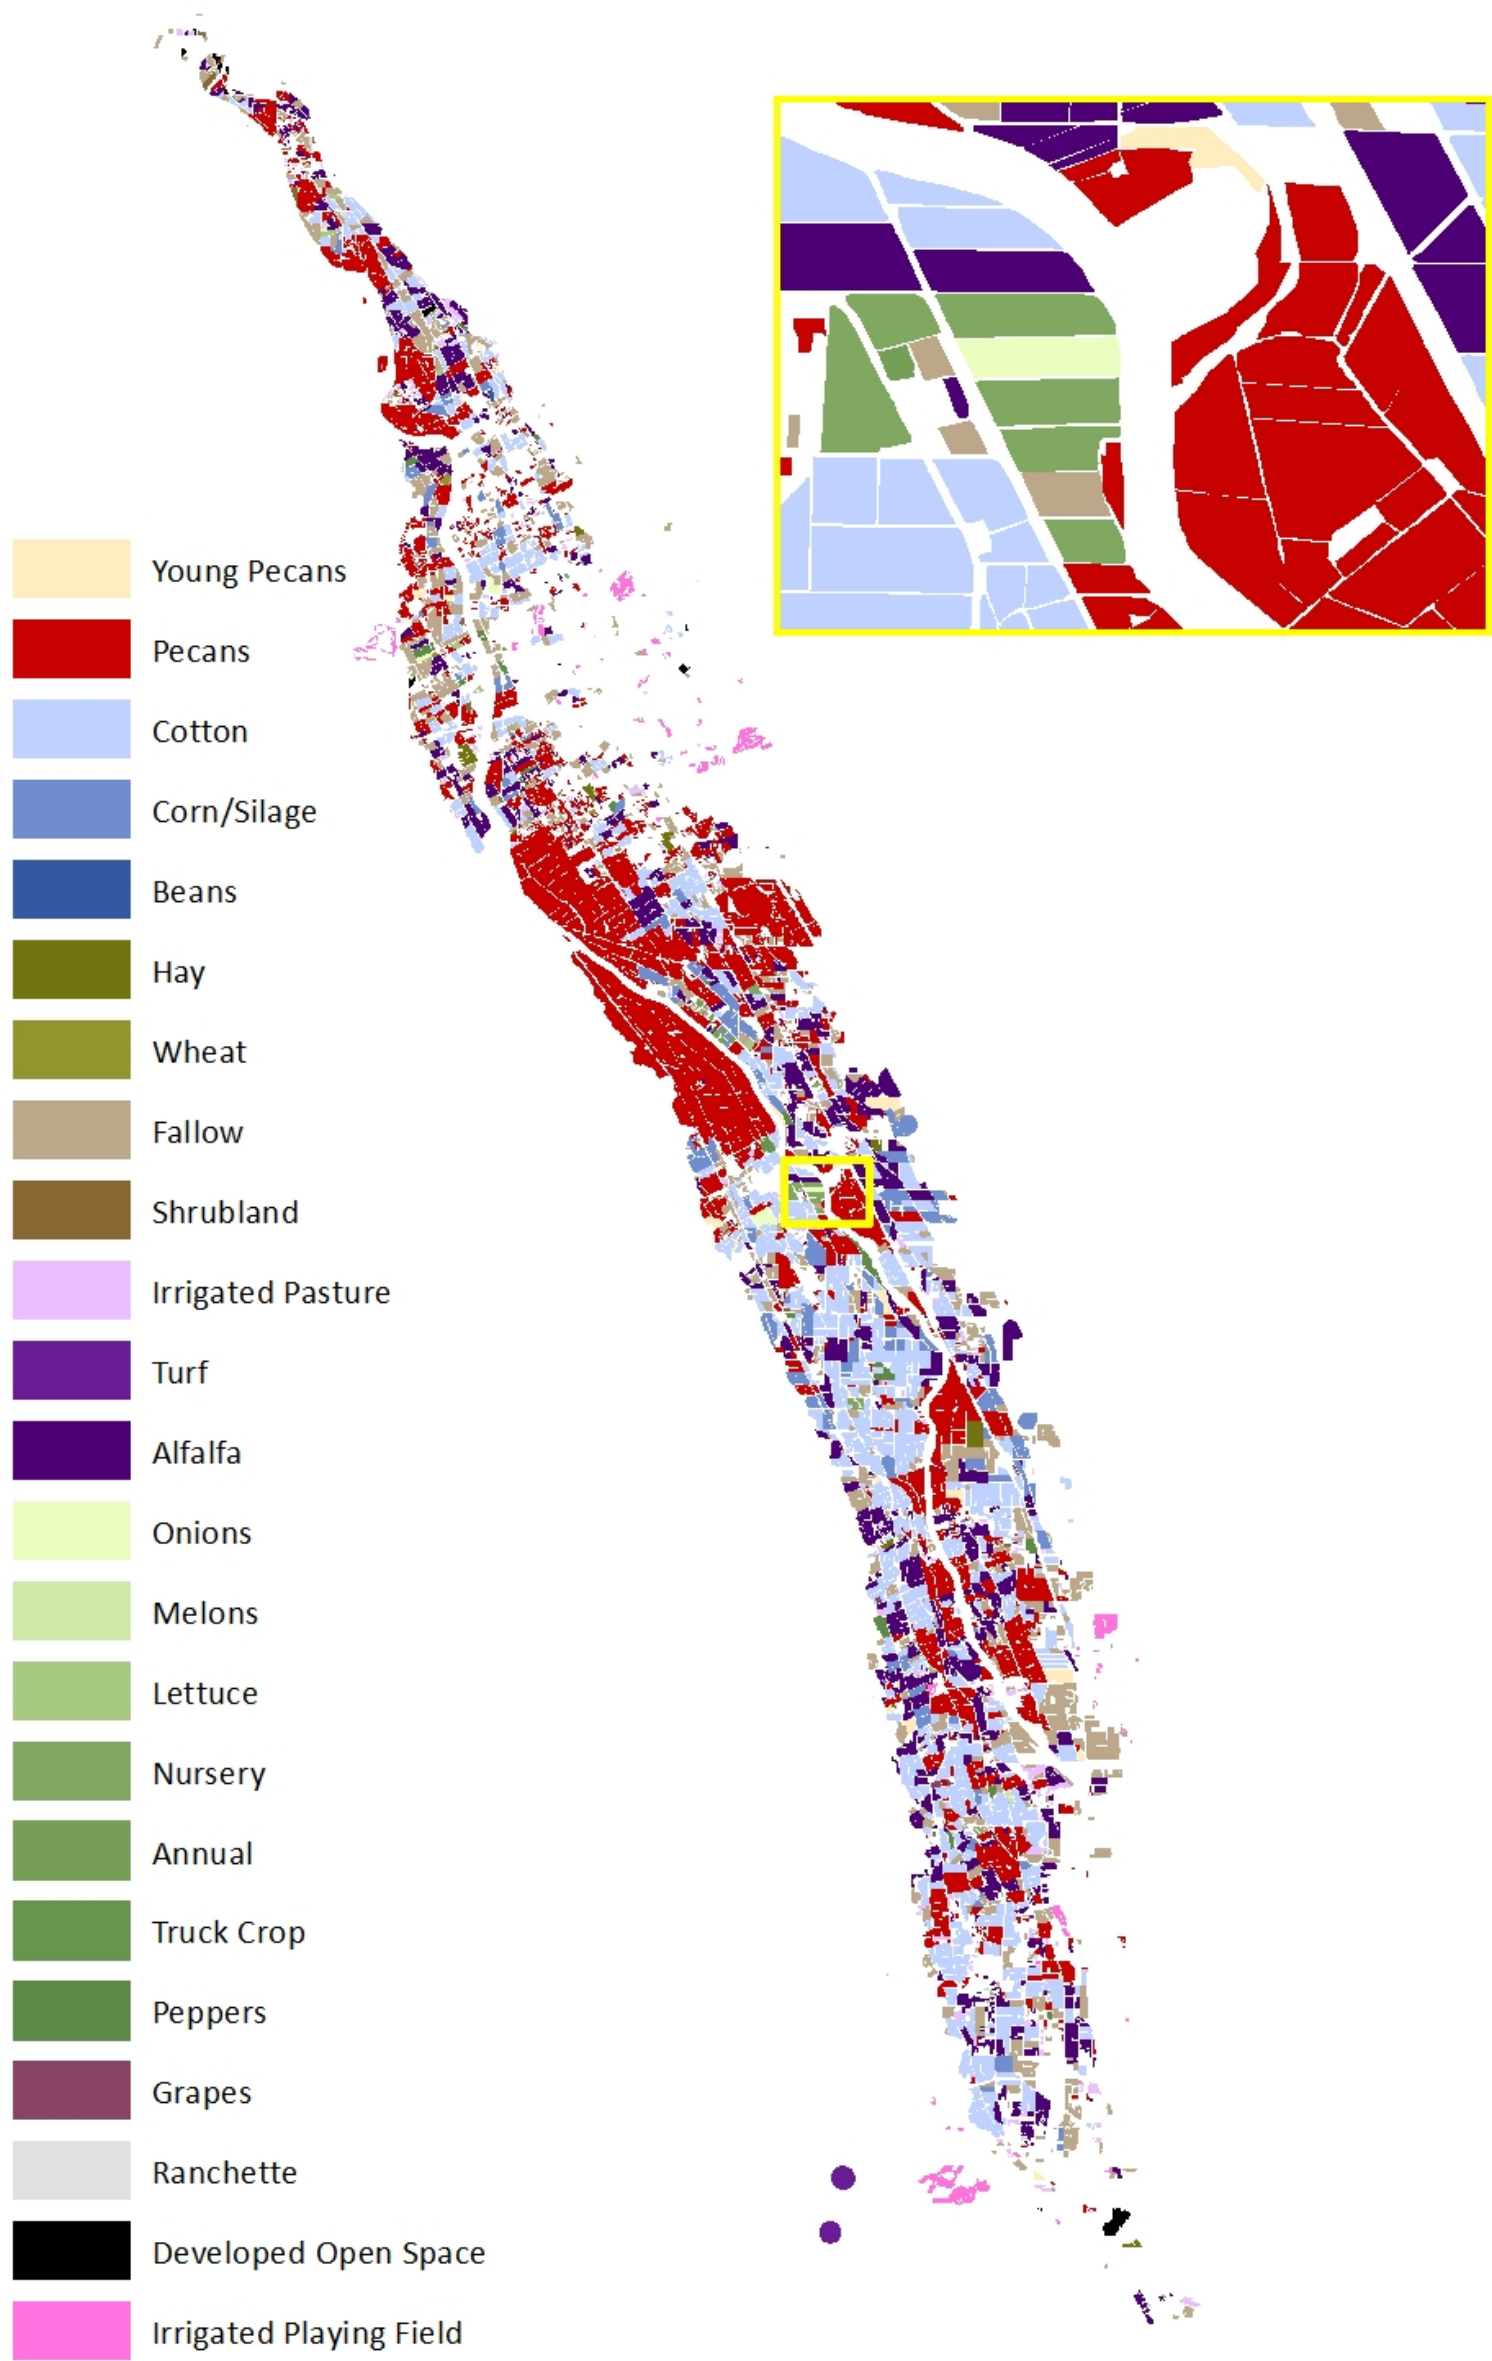 Young Pecans
Pecans
Cotton
Corn/Silage
Beans
Hay
Wheat
Fallow
Shrubland
Irrigated Pasture
Turf
Alfalfa
Onions
Melons
Lettuce
Nursery
Annual
Truck Crop
Peppers
Grapes
Ranchette
Developed Open Space
Irrigated Playing Field